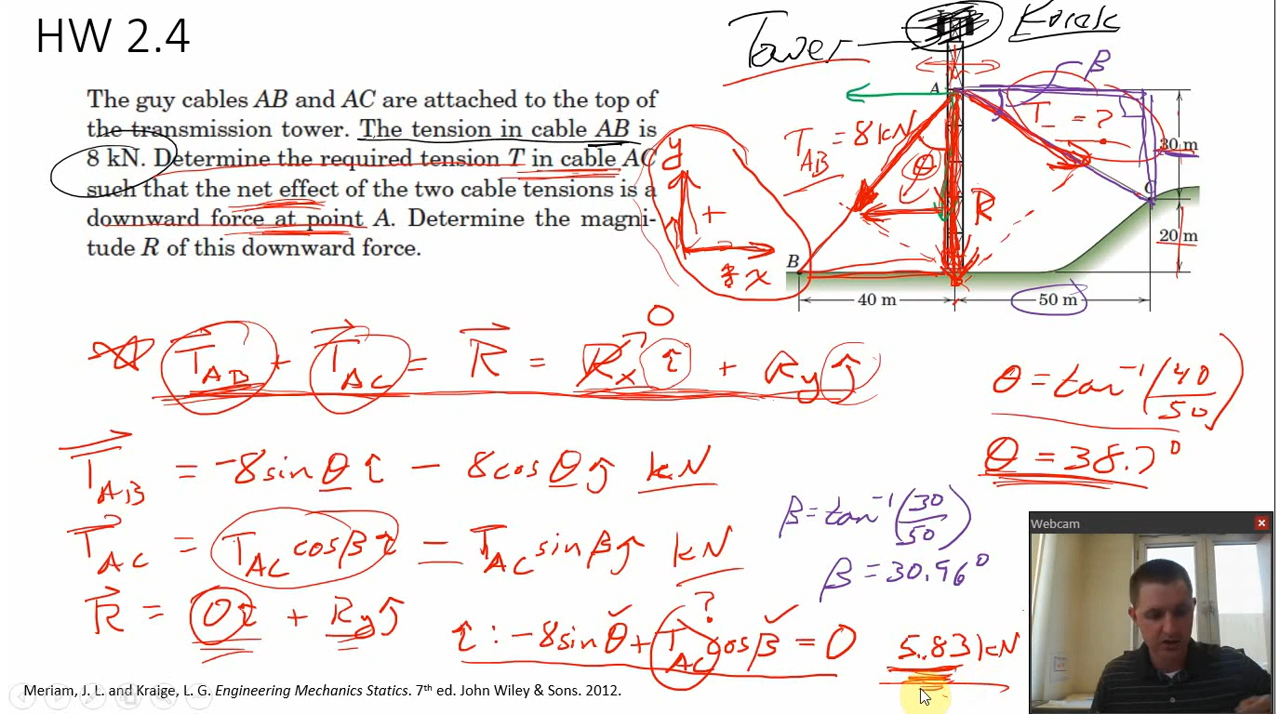 HW 2.4
Tower
A
β
T = ?
T_AB = 8 kN
θ
R
30 m
C
20 m
B
40 m
50 m
y
+
x
The guy cables AB and AC are attached to the top of
the transmission tower. The tension in cable AB is
8 kN. Determine the required tension T in cable AC
such that the net effect of the two cable tensions is a
downward force at point A. Determine the magni-
tude R of this downward force.
0
T_AB + T_AC = R = Rx î + Ry ĵ
θ = tan⁻¹(40/50)
θ = 38.7°
T_AB = -8 sin θ î - 8 cos θ ĵ kN
β = tan⁻¹(30/50)
β = 30.96°
T_AC = T_AC cos β î - T_AC sin β ĵ kN
R = 0 î + Ry ĵ
?
î : -8 sin θ + T_AC cos β = 0
5.831 kN
Meriam, J. L. and Kraige, L. G. Engineering Mechanics Statics. 7th ed. John Wiley & Sons. 2012.
Webcam